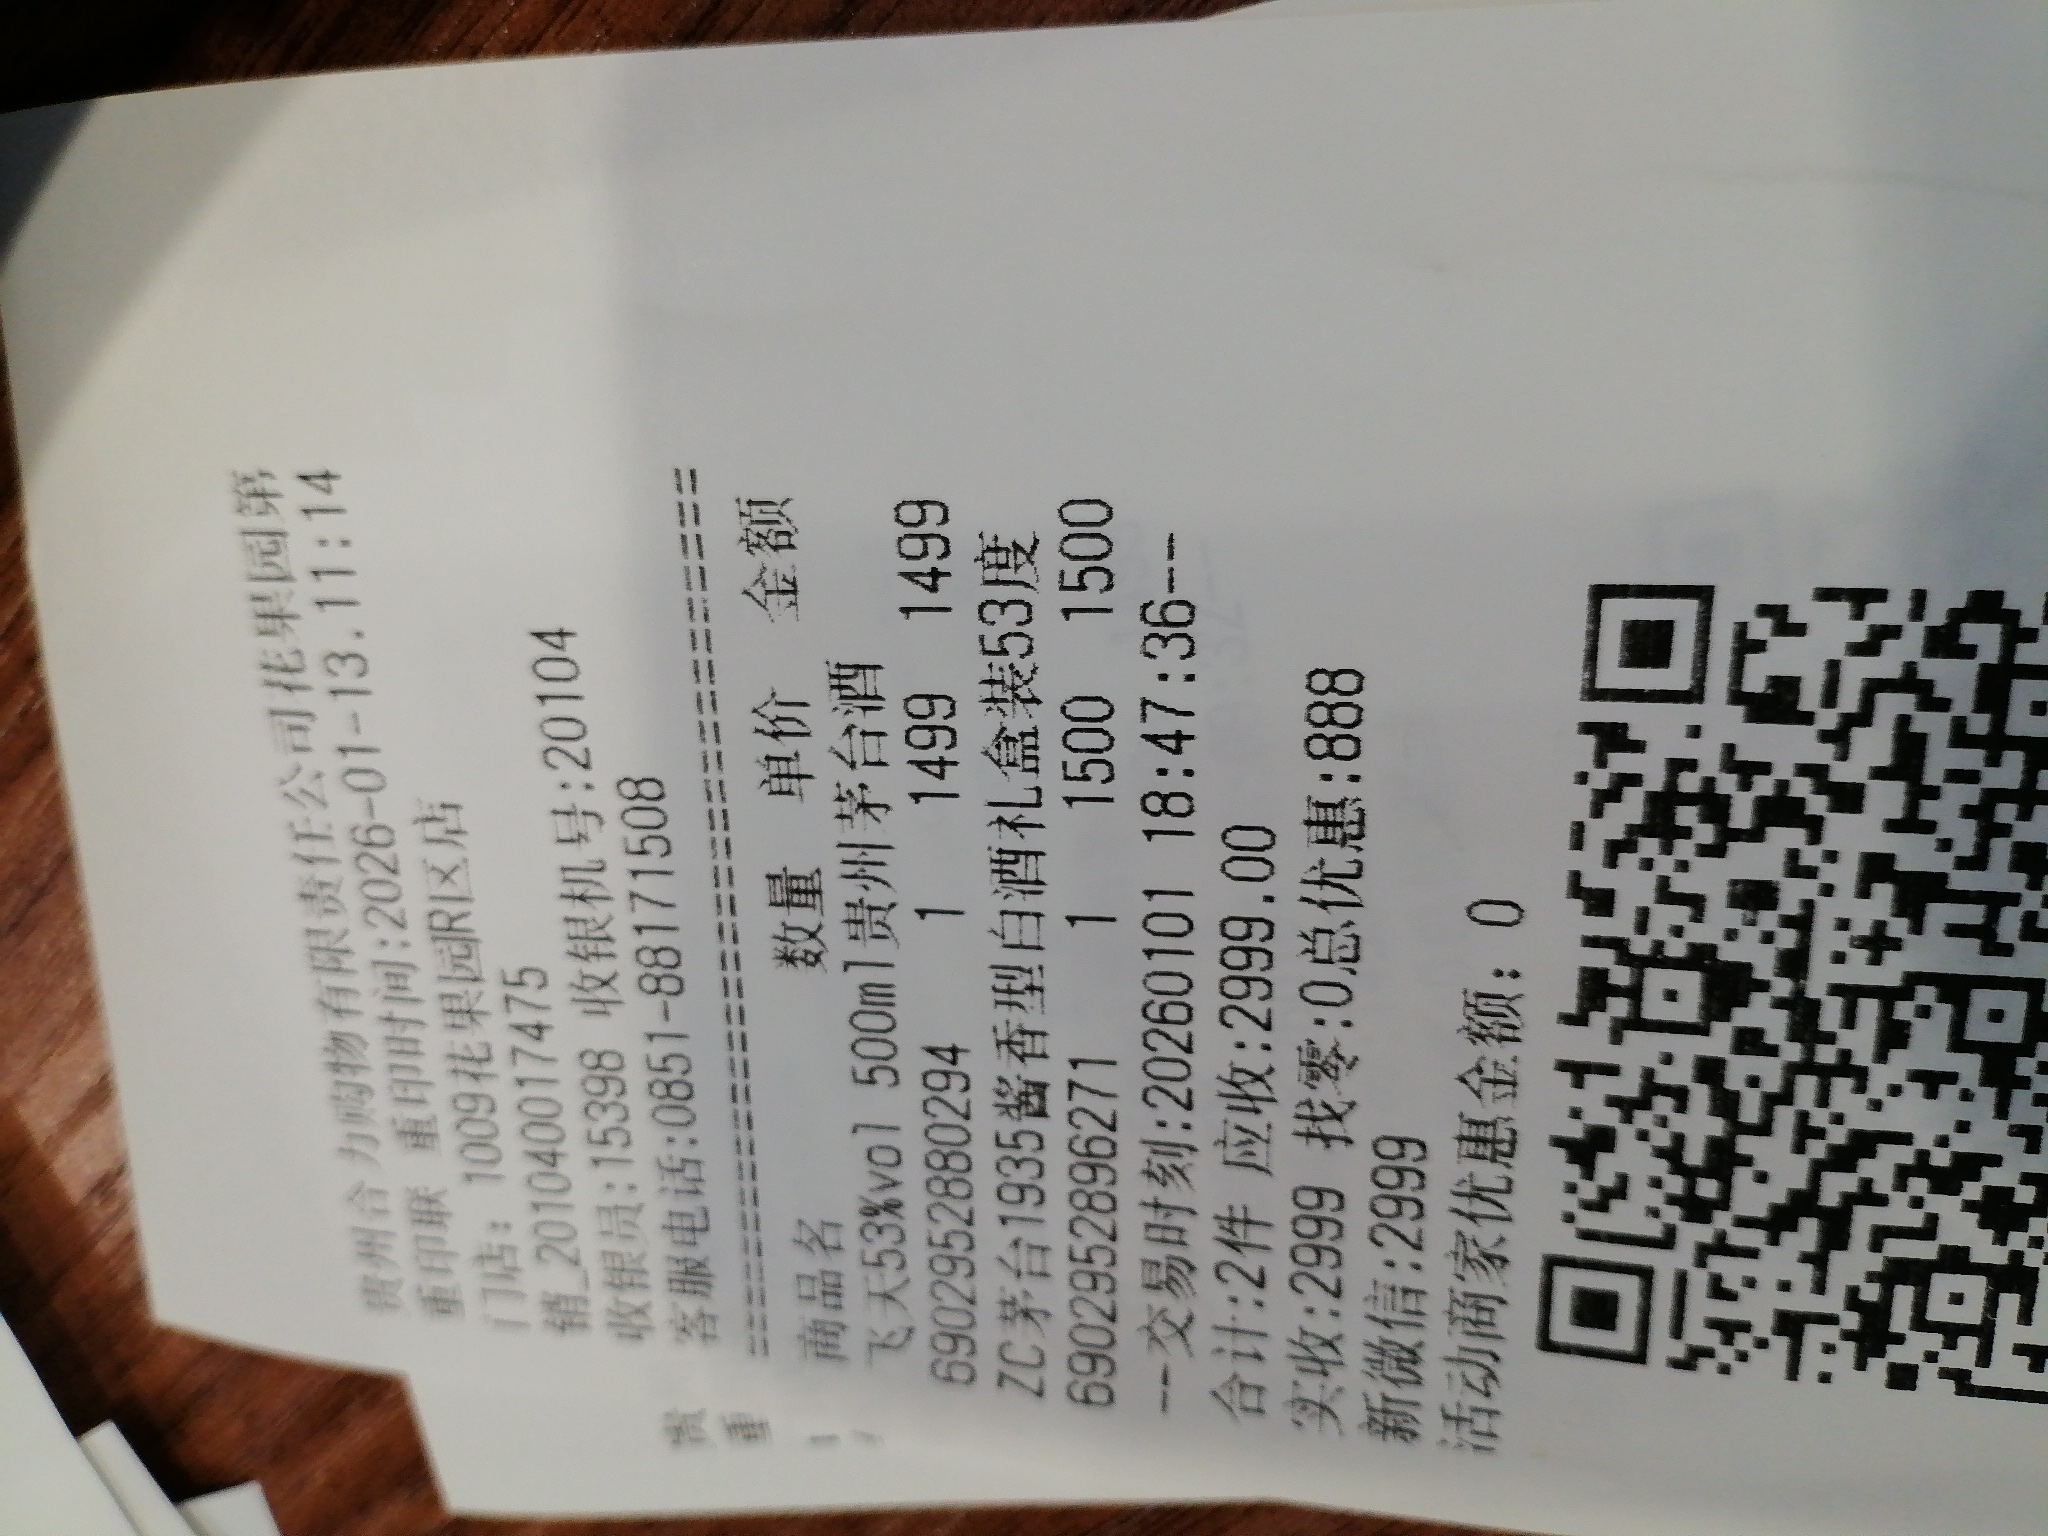 贵州合力购物有限责任公司花果园第
重印联 重印时间:2026-01-13.11:14
门店: 1009花果园R区店
销_201040017475
收银员:15398 收银机号:20104
客服电话:0851-88171508
================================
商品名 数量 单价 金额
飞天53%vol 500ml贵州茅台酒
6902952880294 1 1499 1499
ZC茅台1935酱香型白酒礼盒装53度
6902952896271 1 1500 1500
--交易时刻:20260101 18:47:36--
合计:2件 应收:2999.00
实收:2999 找零:0总优惠:888
新微信:2999
活动商家优惠金额: 0
贵
重